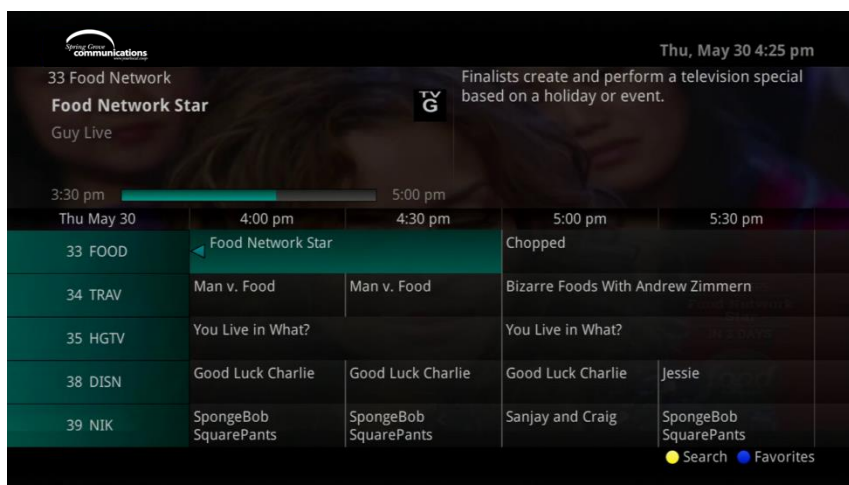 Spring Grove
communications
Thu, May 30 4:25 pm
33 Food Network
Food Network Star
Guy Live
TV
G
Finalists create and perform a television special
based on a holiday or event.
3:30 pm 5:00 pm
Thu May 30 4:00 pm 4:30 pm 5:00 pm 5:30 pm
33 FOOD Food Network Star Chopped
34 TRAV Man v. Food Man v. Food Bizarre Foods With Andrew Zimmern
35 HGTV You Live in What? You Live in What?
38 DISN Good Luck Charlie Good Luck Charlie Good Luck Charlie Jessie
39 NIK SpongeBob SpongeBob Sanjay and Craig SpongeBob
SquarePants SquarePants SquarePants
Search Favorites